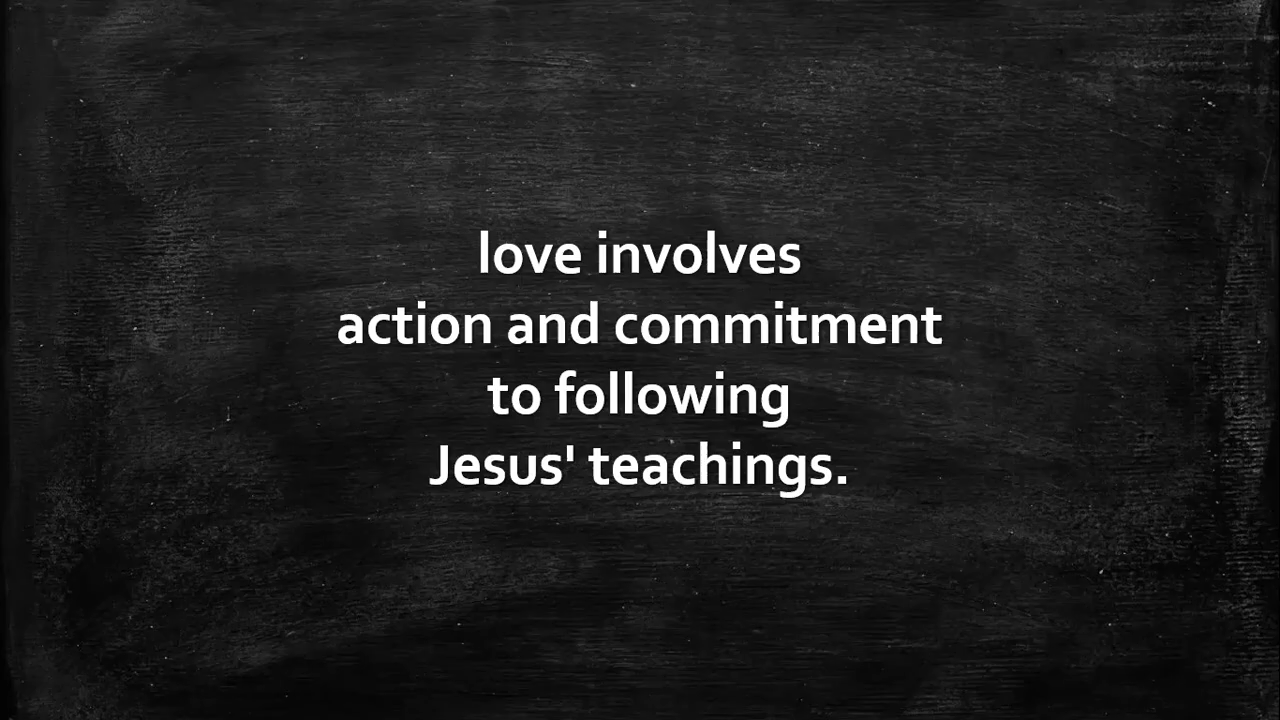 love involves
action and commitment
to following
Jesus' teachings.